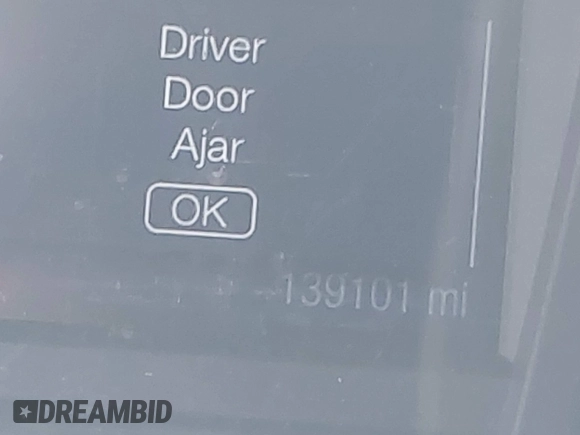 Driver
Door
Ajar
OK
139101 mi
DREAMBID